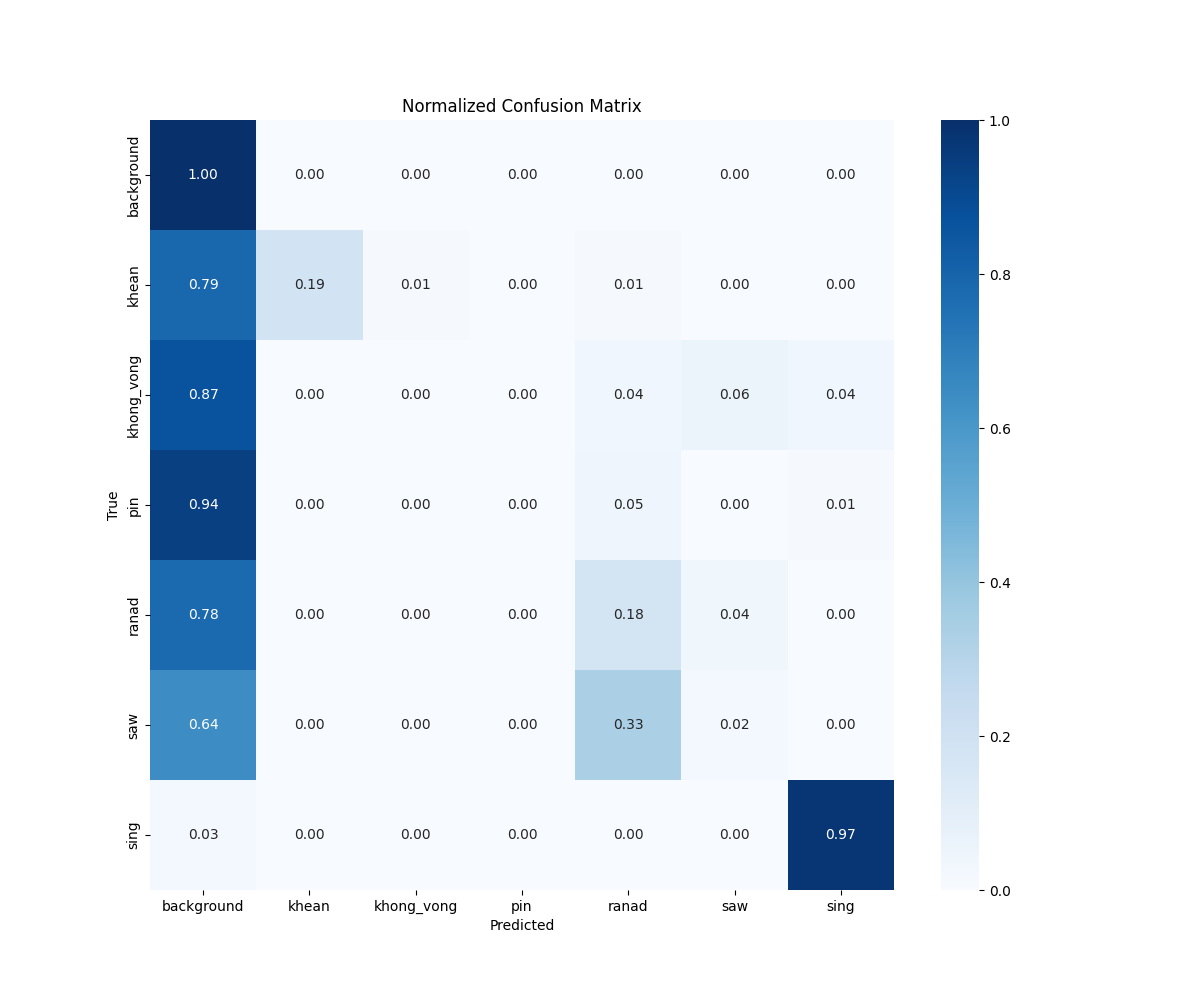 Normalized Confusion Matrix
background 1.00 0.00 0.00 0.00 0.00 0.00 0.00
khean 0.79 0.19 0.01 0.00 0.01 0.00 0.00
khong_vong 0.87 0.00 0.00 0.00 0.04 0.06 0.04
pin 0.94 0.00 0.00 0.00 0.05 0.00 0.01
ranad 0.78 0.00 0.00 0.00 0.18 0.04 0.00
saw 0.64 0.00 0.00 0.00 0.33 0.02 0.00
sing 0.03 0.00 0.00 0.00 0.00 0.00 0.97
True
background khean khong_vong pin ranad saw sing
Predicted
1.0
0.8
0.6
0.4
0.2
0.0